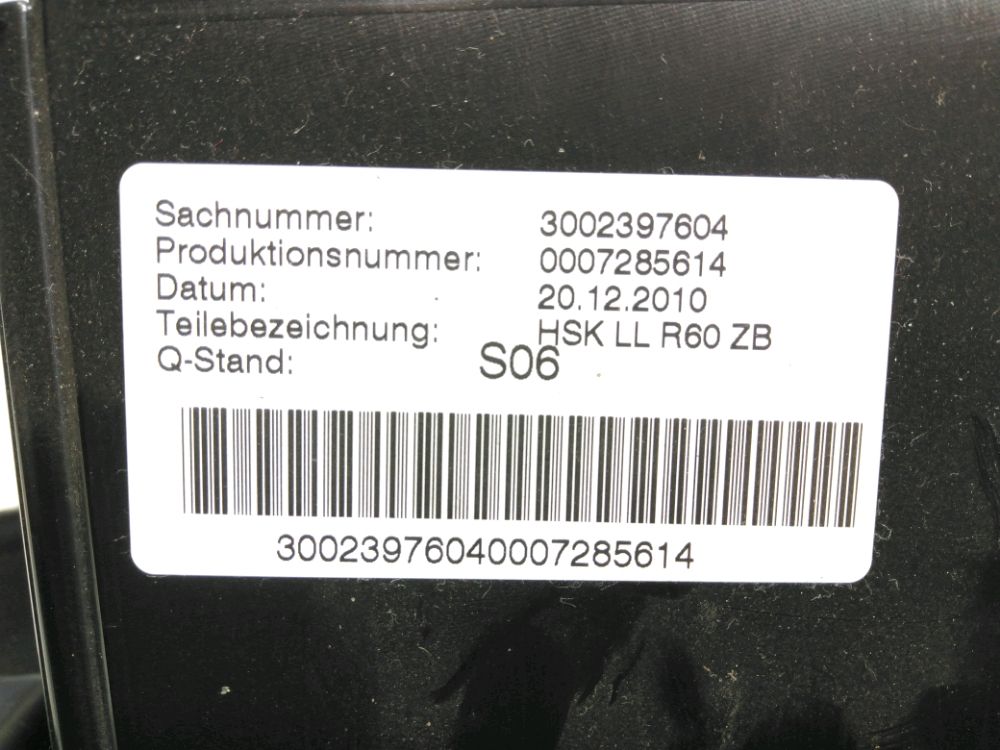 Sachnummer: 3002397604
Produktionsnummer: 0007285614
Datum: 20.12.2010
Teilebezeichnung: HSK LL R60 ZB
Q-Stand: S06
30023976040007285614